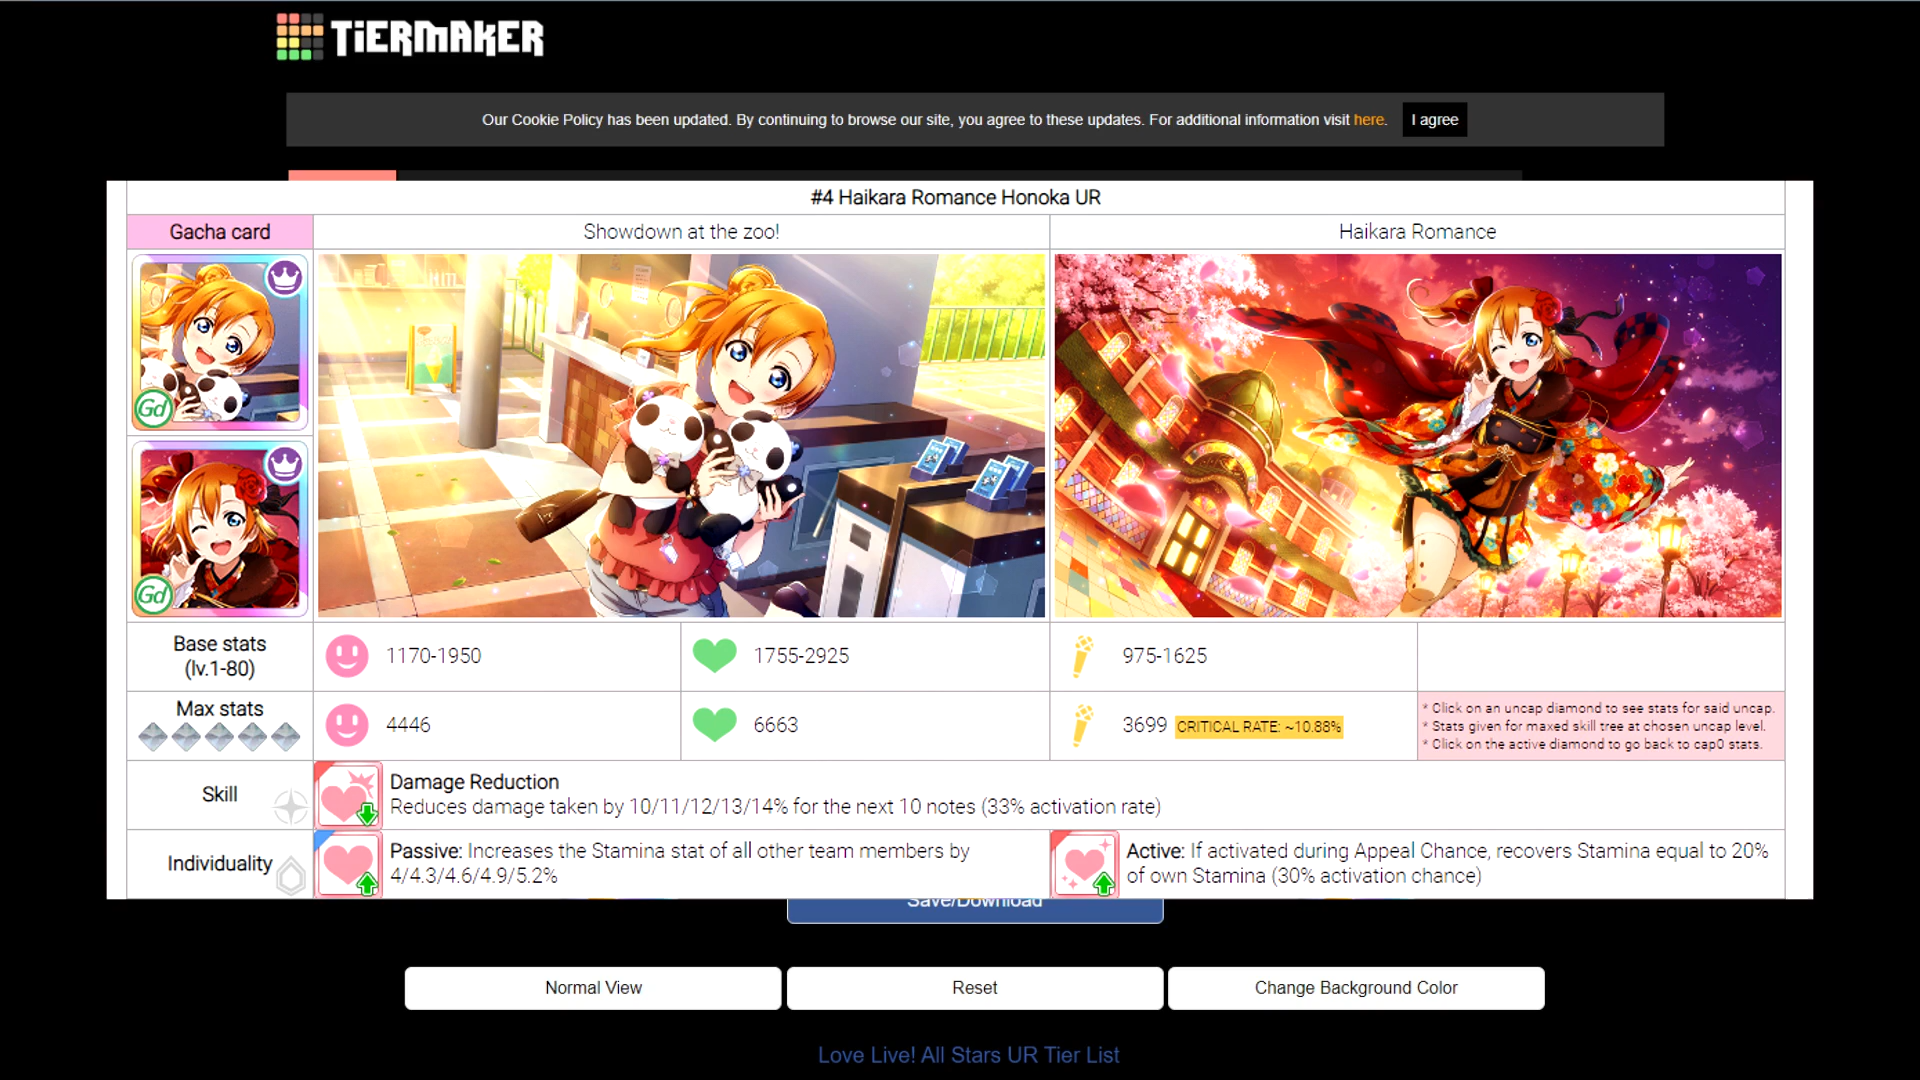 TiERMAKER
Our Cookie Policy has been updated. By continuing to browse our site, you agree to these updates. For additional information visit here.
I agree
#4 Haikara Romance Honoka UR
Gacha card
Showdown at the zoo!
Haikara Romance
Gd
Gd
Base stats
(lv.1-80)
1170-1950
1755-2925
975-1625
Max stats
4446
6663
3699 CRITICAL RATE: ~10.88%
* Click on an uncap diamond to see stats for said uncap.
* Stats given for maxed skill tree at chosen uncap level.
* Click on the active diamond to go back to cap0 stats.
Skill
Damage Reduction
Reduces damage taken by 10/11/12/13/14% for the next 10 notes (33% activation rate)
Individuality
Passive: Increases the Stamina stat of all other team members by
4/4.3/4.6/4.9/5.2%
Active: If activated during Appeal Chance, recovers Stamina equal to 20%
of own Stamina (30% activation chance)
Save/Download
Normal View
Reset
Change Background Color
Love Live! All Stars UR Tier List